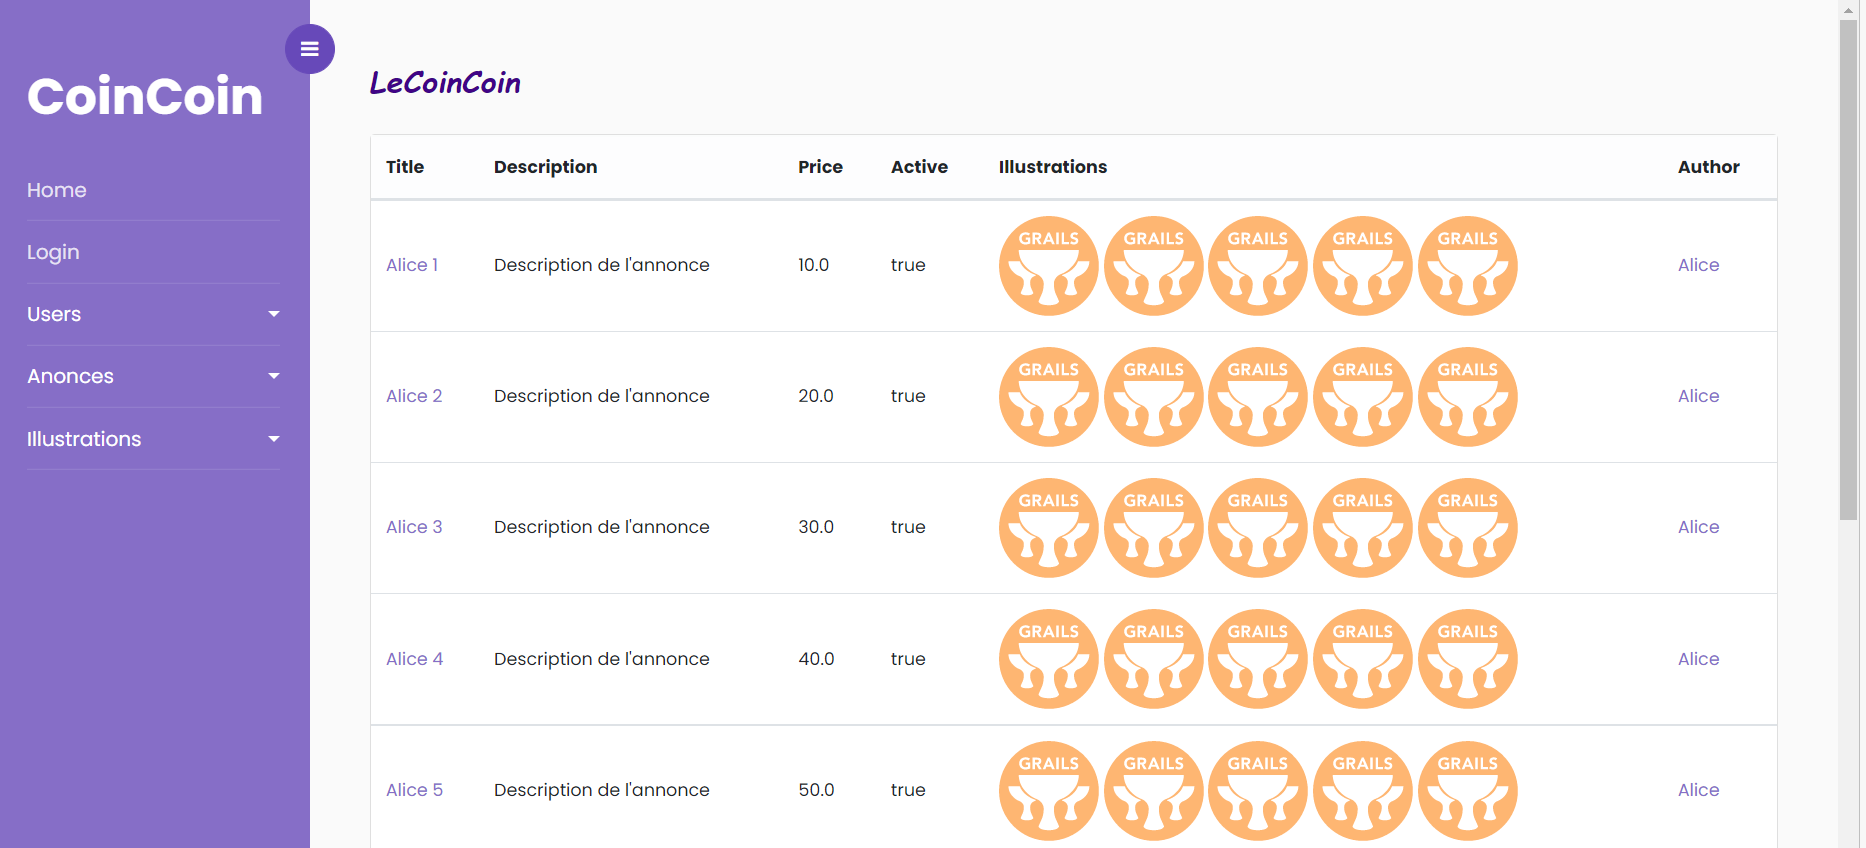 CoinCoin
Home
Login
Users
Anonces
Illustrations
LeCoinCoin
Title Description Price Active Illustrations Author
GRAILS GRAILS GRAILS GRAILS GRAILS
Alice 1 Description de l'annonce 10.0 true Alice
GRAILS GRAILS GRAILS GRAILS GRAILS
Alice 2 Description de l'annonce 20.0 true Alice
GRAILS GRAILS GRAILS GRAILS GRAILS
Alice 3 Description de l'annonce 30.0 true Alice
GRAILS GRAILS GRAILS GRAILS GRAILS
Alice 4 Description de l'annonce 40.0 true Alice
GRAILS GRAILS GRAILS GRAILS GRAILS
Alice 5 Description de l'annonce 50.0 true Alice